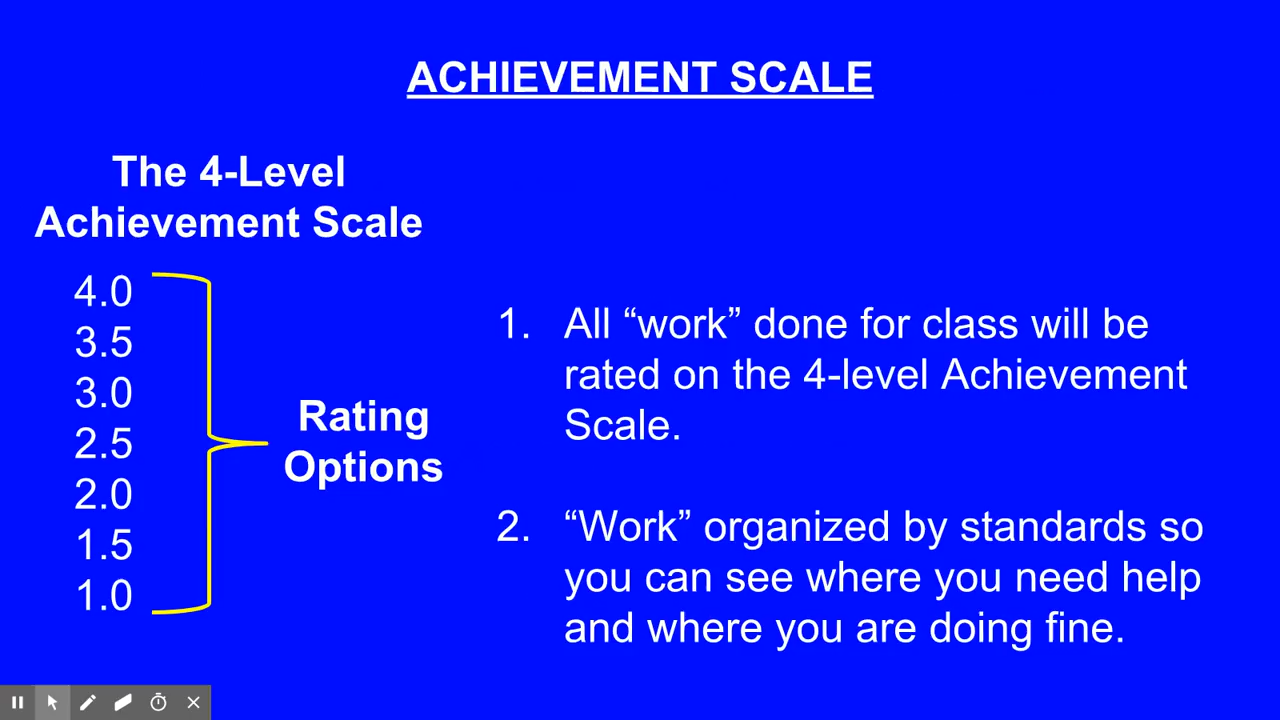 ACHIEVEMENT SCALE
The 4-Level
Achievement Scale
4.0
3.5
3.0
2.5
2.0
1.5
1.0
Rating
Options
1. All “work” done for class will be
rated on the 4-level Achievement
Scale.
2. “Work” organized by standards so
you can see where you need help
and where you are doing fine.